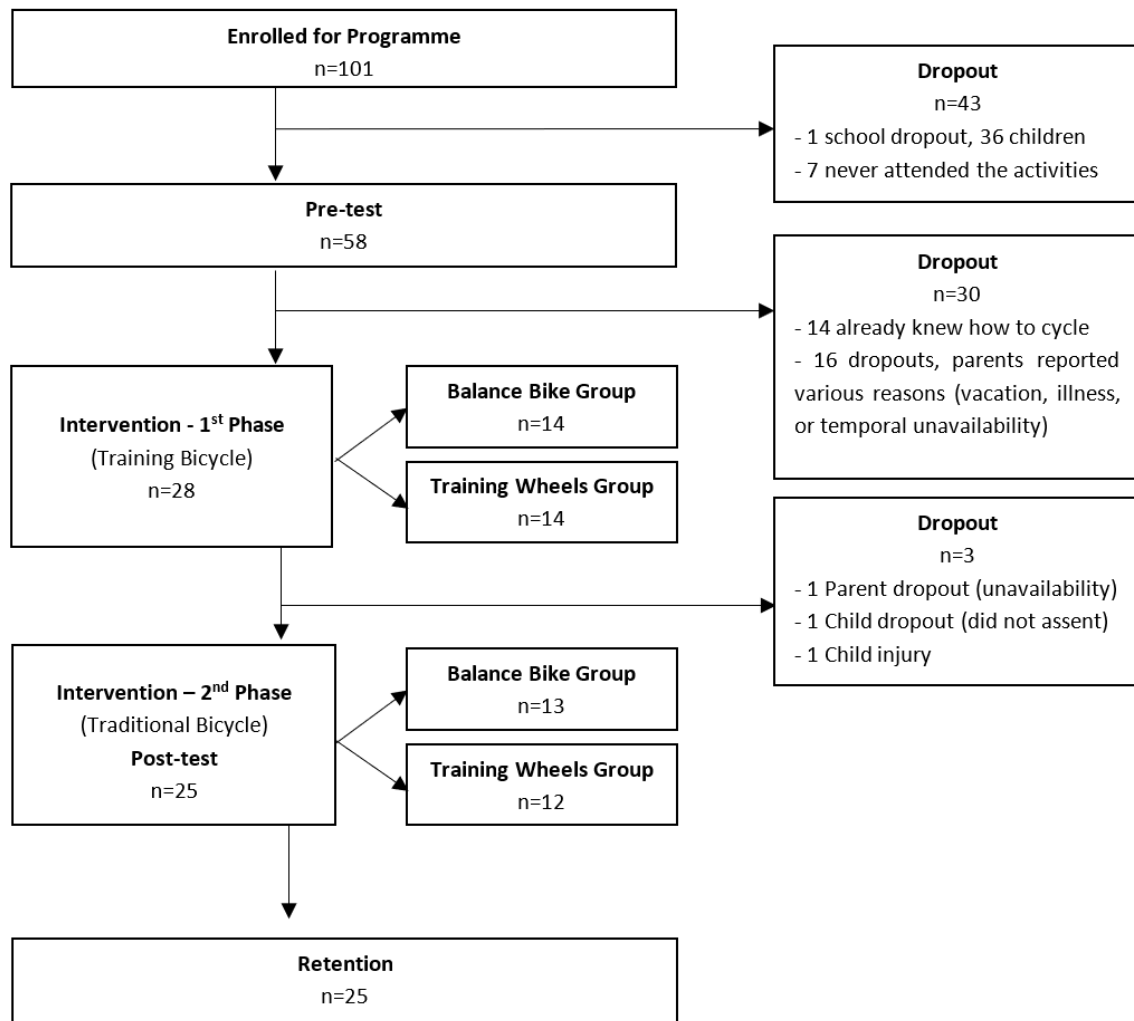 Enrolled for Programme
n=101
Dropout
n=43
- 1 school dropout, 36 children
- 7 never attended the activities
Pre-test
n=58
Dropout
n=30
- 14 already knew how to cycle
- 16 dropouts, parents reported
various reasons (vacation, illness,
or temporal unavailability)
Intervention - 1st Phase
(Training Bicycle)
n=28
Balance Bike Group
n=14
Training Wheels Group
n=14
Dropout
n=3
- 1 Parent dropout (unavailability)
- 1 Child dropout (did not assent)
- 1 Child injury
Intervention – 2nd Phase
(Traditional Bicycle)
Post-test
n=25
Balance Bike Group
n=13
Training Wheels Group
n=12
Retention
n=25